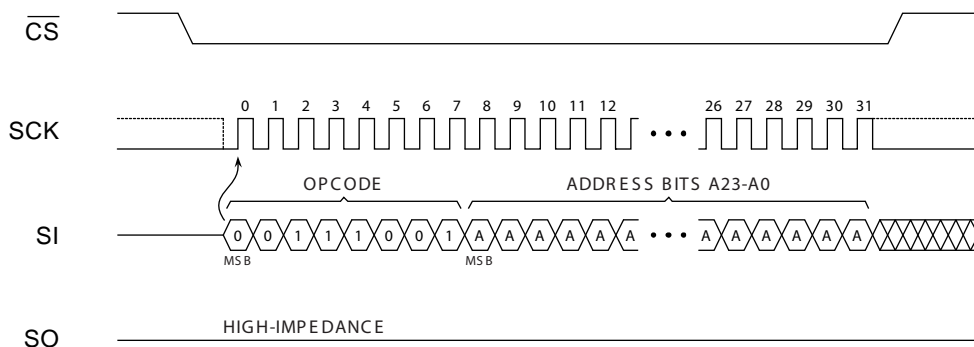 CS
SCK
0 1 2 3 4 5 6 7 8 9 10 11 12 26 27 28 29 30 31
OPCODE ADDRESS BITS A23-A0
SI
0 0 1 1 1 0 0 1 A A A A A A A A A A A A
MSB MSB
HIGH-IMPEDANCE
SO